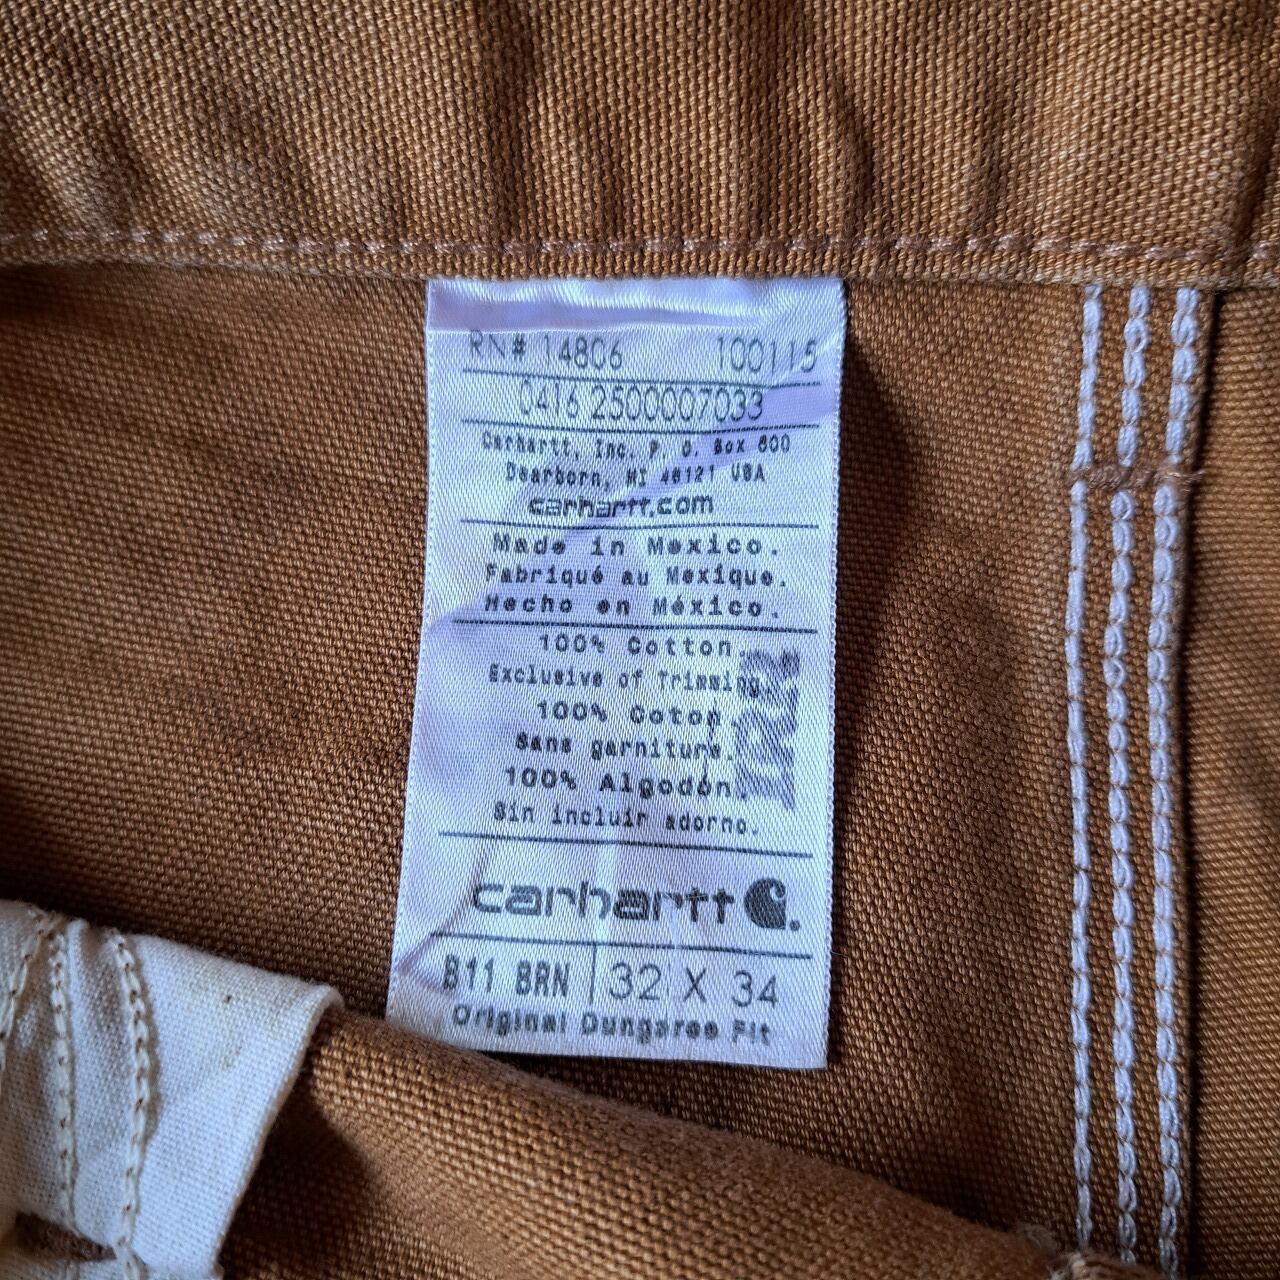 RN# 14806 100115
0416 2500007033
Carhartt, Inc. P. O. Box 600
Dearborn, MI 48121 USA
carhartt.com
Made in Mexico.
Fabriqué au Mexique.
Hecho en México.
100% Cotton.
Exclusive of Trimming.
100% Coton.
Sans garniture.
100% Algodón.
Sin incluir adorno.
carhartt
B11 BRN 32 X 34
Original Dungaree Fit